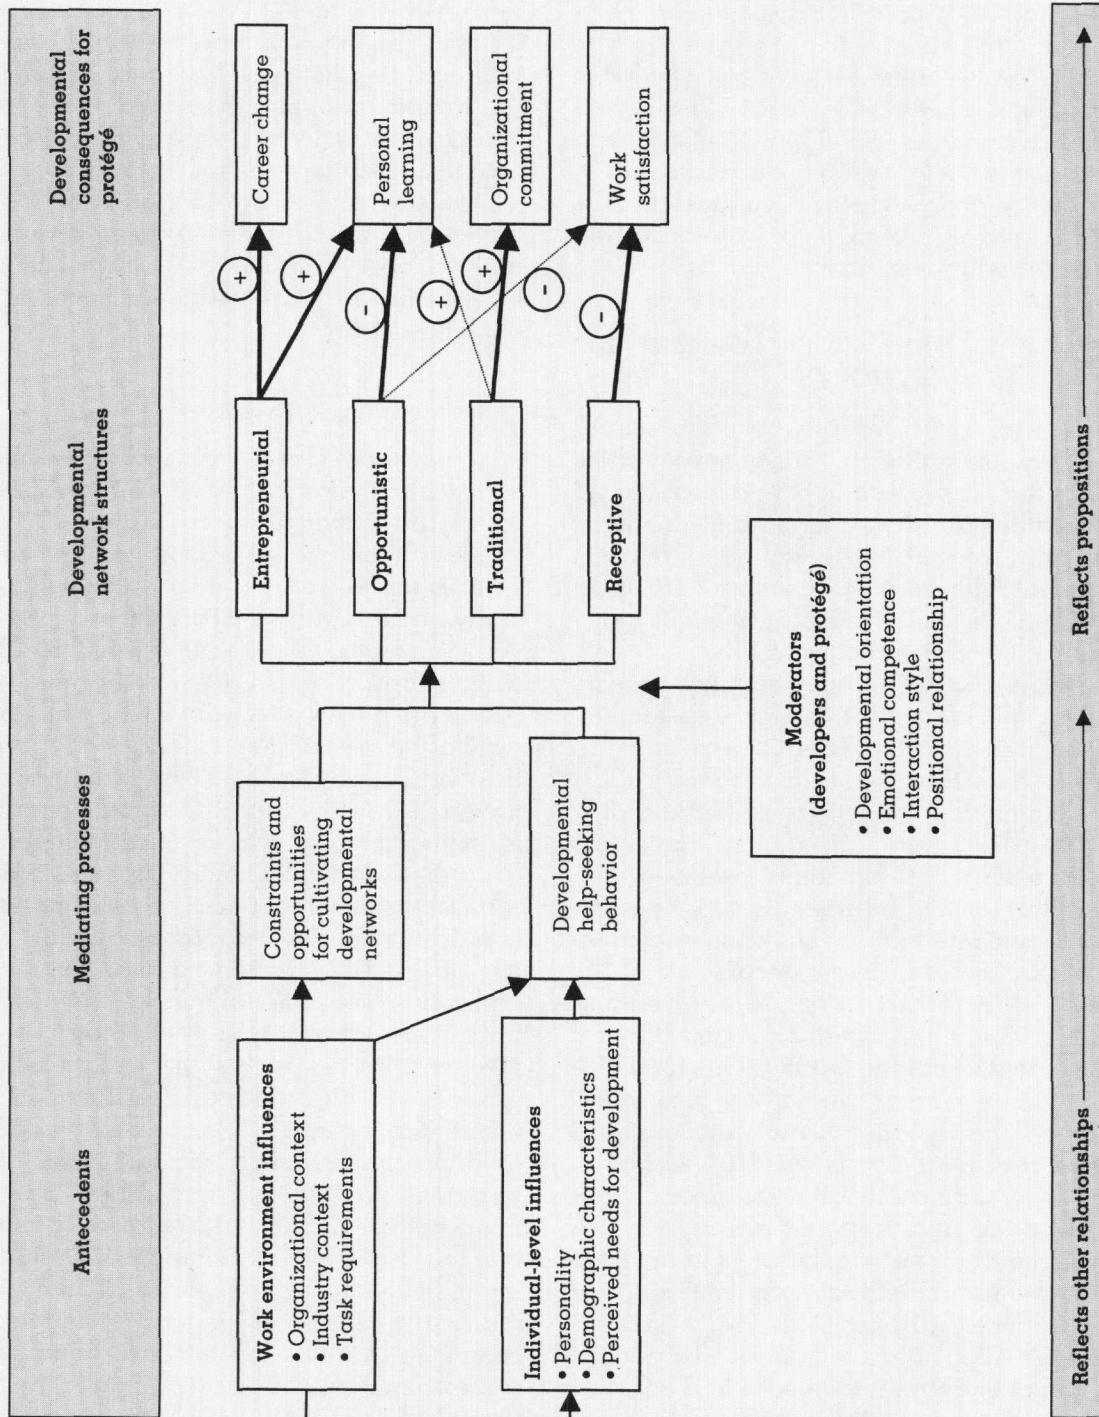 Antecedents
Mediating processes
Developmental
network structures
Developmental
consequences for
protégé
Work environment influences
• Organizational context
• Industry context
• Task requirements
Individual-level influences
• Personality
• Demographic characteristics
• Perceived needs for development
Constraints and
opportunities
for cultivating
developmental
networks
Developmental
help-seeking
behavior
Entrepreneurial
Opportunistic
Traditional
Receptive
+
+
-
+
+
-
-
Career change
Personal
learning
Organizational
commitment
Work
satisfaction
Moderators
(developers and protégé)
• Developmental orientation
• Emotional competence
• Interaction style
• Positional relationship
Reflects other relationships
Reflects propositions